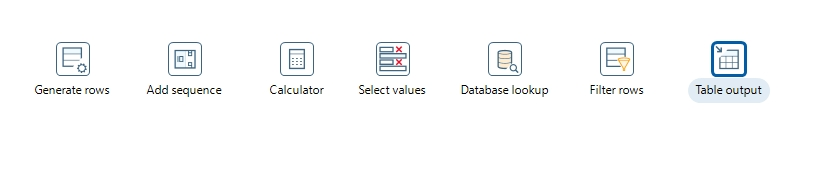 Generate rows
Add sequence
Calculator
Select values
Database lookup
Filter rows
Table output